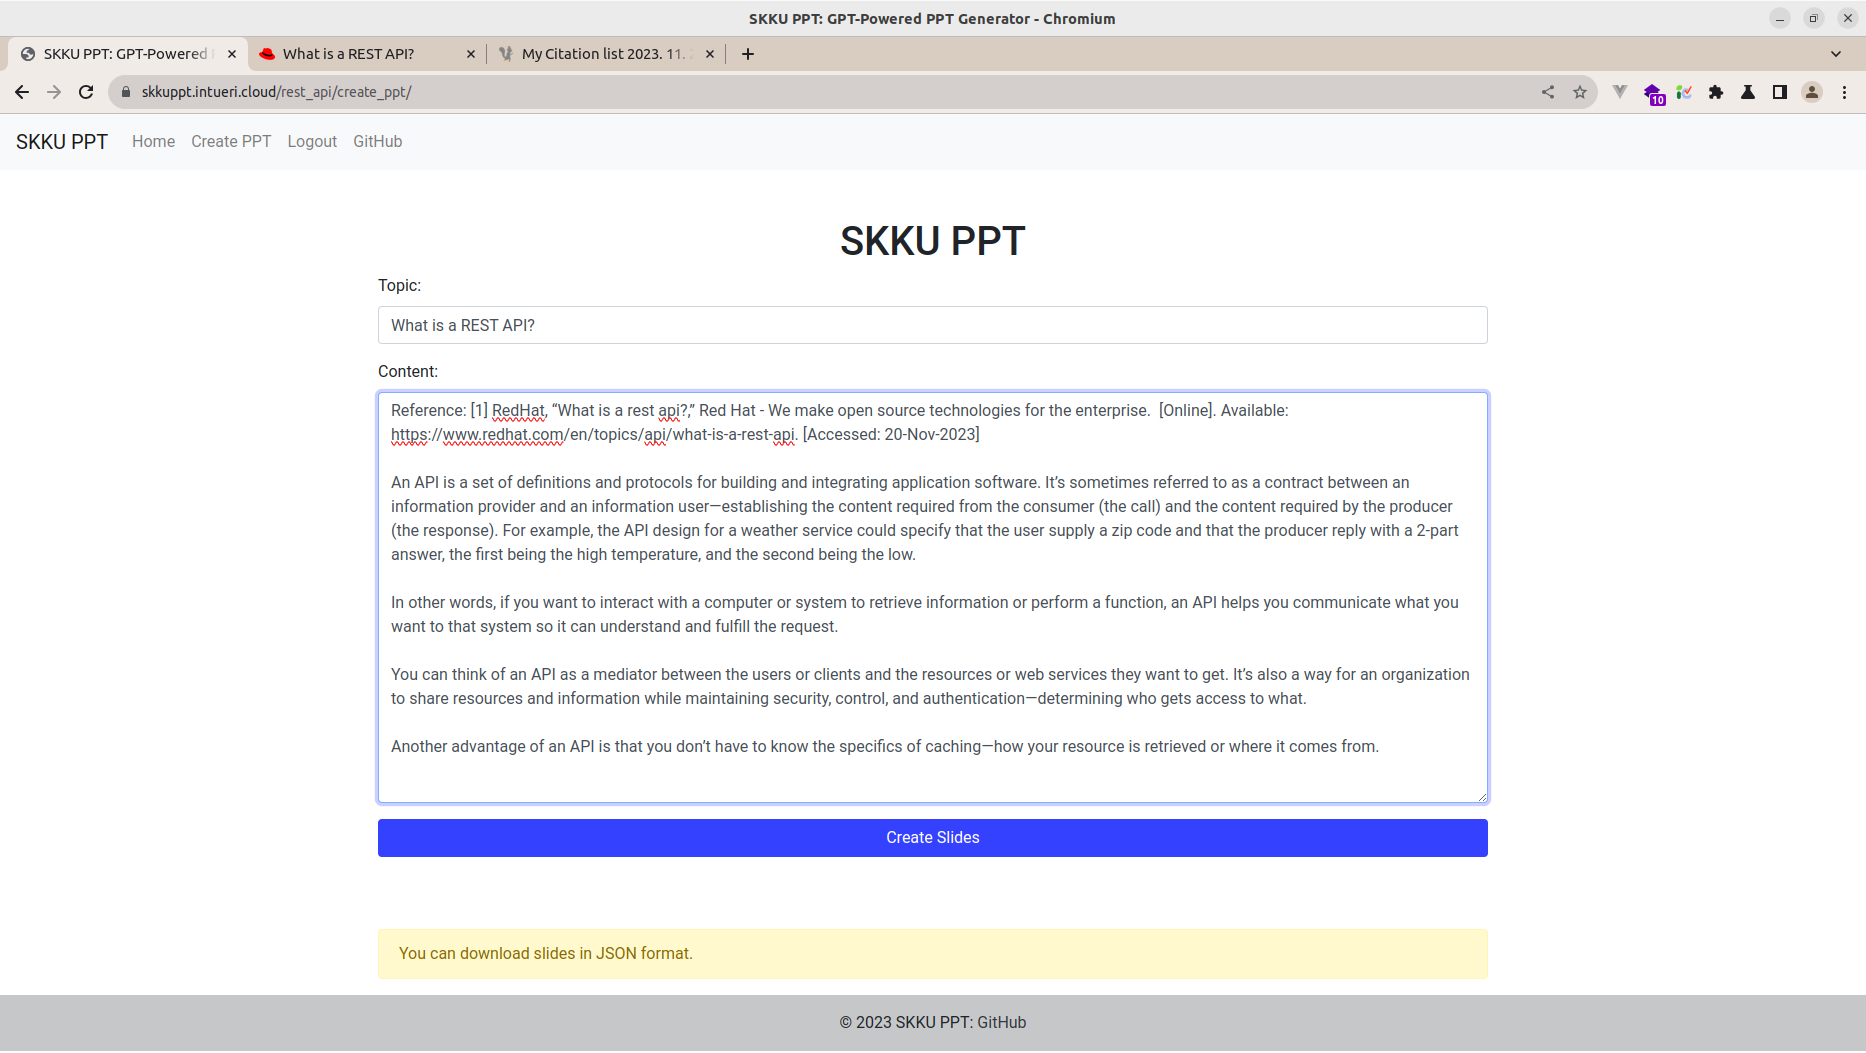 SKKU PPT: GPT-Powered PPT Generator - Chromium
SKKU PPT: GPT-Powered
What is a REST API?
My Citation list 2023. 11.
skkuppt.intueri.cloud/rest_api/create_ppt/
10
SKKU PPT
Home
Create PPT
Logout
GitHub
SKKU PPT
Topic:
What is a REST API?
Content:
Reference: [1] RedHat, “What is a rest api?,” Red Hat - We make open source technologies for the enterprise.  [Online]. Available:
https://www.redhat.com/en/topics/api/what-is-a-rest-api. [Accessed: 20-Nov-2023]
An API is a set of definitions and protocols for building and integrating application software. It’s sometimes referred to as a contract between an
information provider and an information user—establishing the content required from the consumer (the call) and the content required by the producer
(the response). For example, the API design for a weather service could specify that the user supply a zip code and that the producer reply with a 2-part
answer, the first being the high temperature, and the second being the low.
In other words, if you want to interact with a computer or system to retrieve information or perform a function, an API helps you communicate what you
want to that system so it can understand and fulfill the request.
You can think of an API as a mediator between the users or clients and the resources or web services they want to get. It’s also a way for an organization
to share resources and information while maintaining security, control, and authentication—determining who gets access to what.
Another advantage of an API is that you don’t have to know the specifics of caching—how your resource is retrieved or where it comes from.
Create Slides
You can download slides in JSON format.
© 2023 SKKU PPT: GitHub